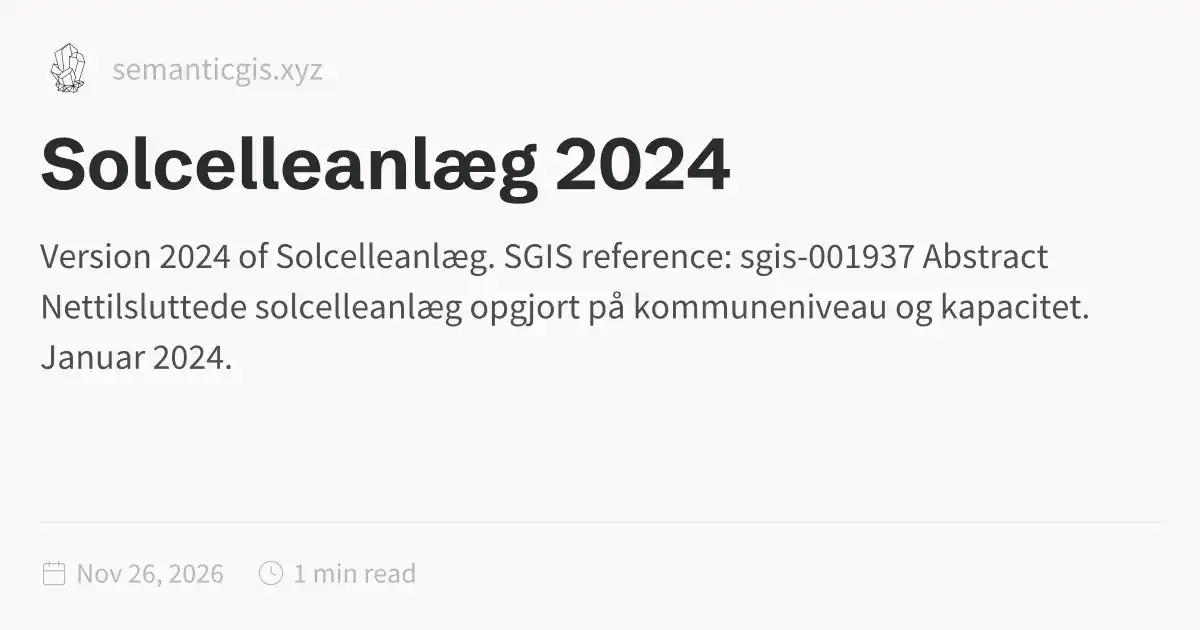 semanticgis.xyz
Solcelleanlæg 2024
Version 2024 of Solcelleanlæg. SGIS reference: sgis-001937 Abstract
Nettilsluttede solcelleanlæg opgjort på kommuneniveau og kapacitet.
Januar 2024.
Nov 26, 2026 1 min read